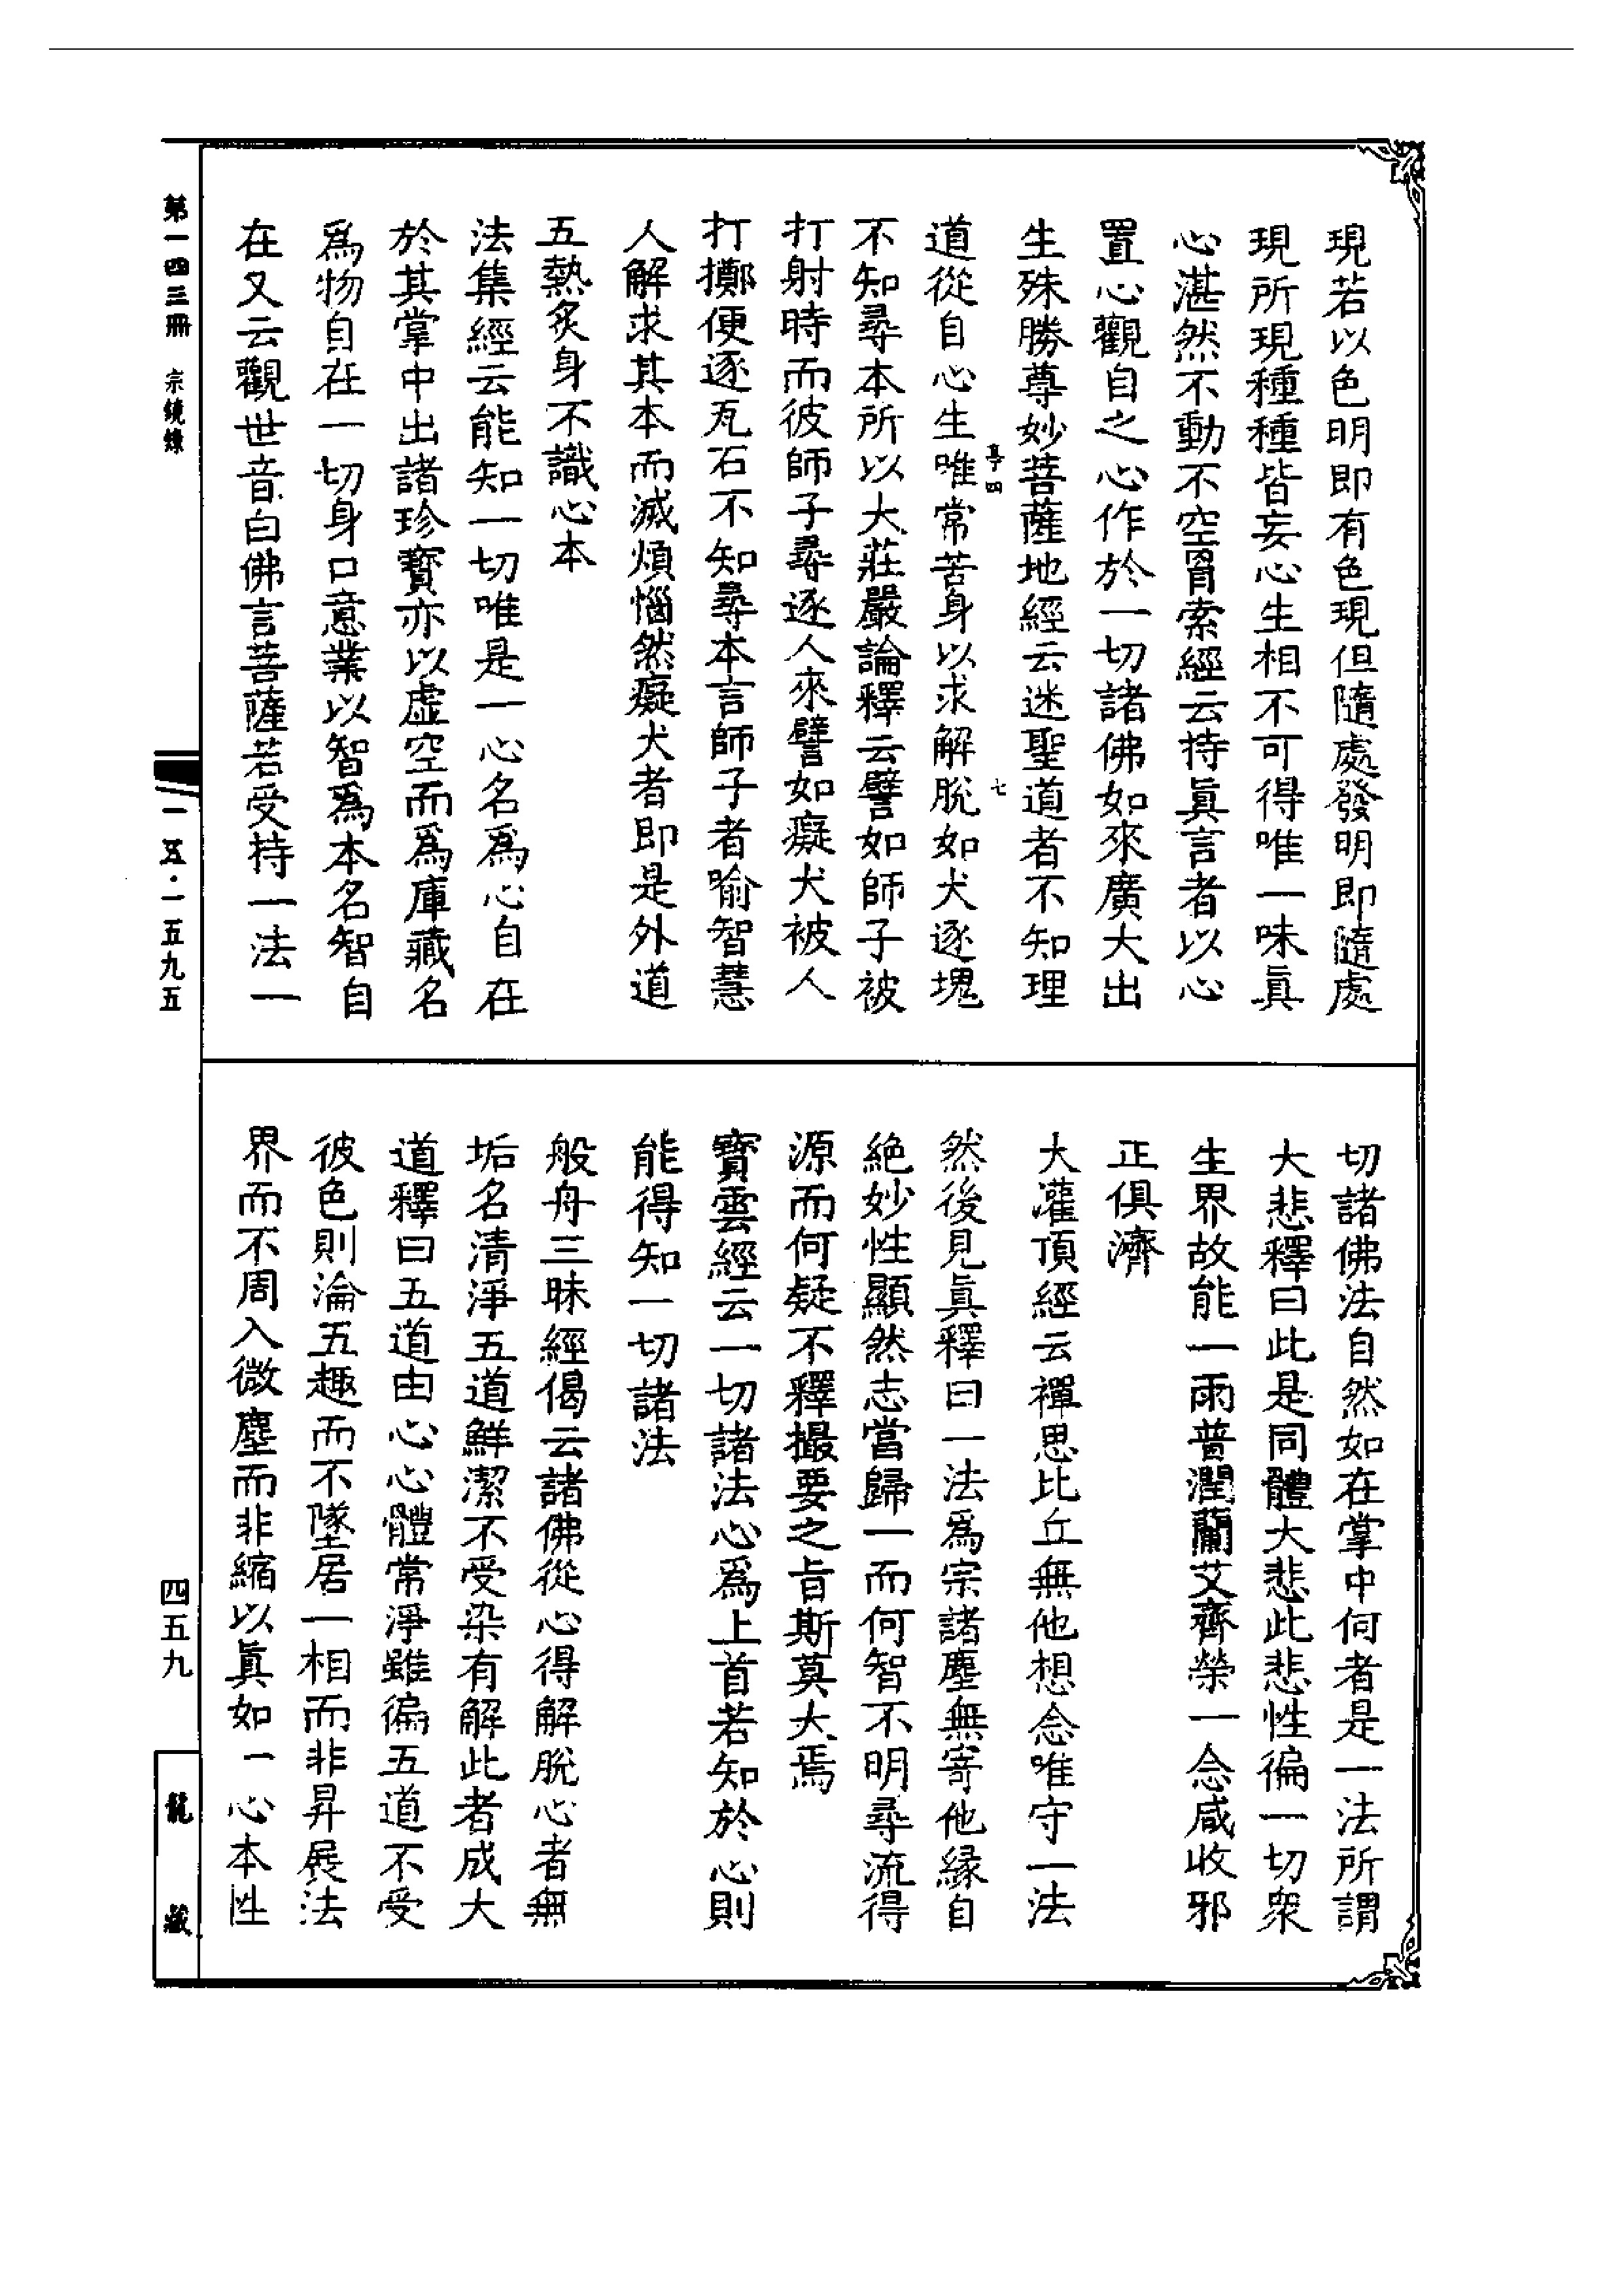 現若以色明即有色現但隨處發明即隨處
現所現種種皆妄心生相不可得唯一味真
心湛然不動不空罥索經云持眞言者以心
置心觀自之心作於一切諸佛如來廣大出
生殊勝尊妙菩薩地經云迷聖道者不知理
道從自心生唯常苦身以求解脫如犬逐塊
不知尋本所以大莊嚴論釋云譬如師子被
打射時而彼師子尋逐人來譬如癡犬被人
打擲便逐瓦石不知尋本言師子者喻智慧
人解求其本而滅煩惱然癡犬者即是外道
五熱炙身不識心本
法集經云能知一切唯是一心名爲心自在
於其掌中出諸珍寶亦以虛空而爲庫藏名
爲物自在一切身口意業以智爲本名智自
在又云觀世音白佛言菩薩若受持一法一
切諸佛法自然如在掌中何者是一法所謂
大悲釋曰此是同體大悲此悲性徧一切衆
生界故能一雨普潤蘭艾齊榮一念咸收邪
正俱濟
大灌頂經云禪思比丘無他想念唯守一法
然後見眞釋曰一法爲宗諸塵無寄他緣自
絕妙性顯然志當歸一而何智不明尋流得
源而何疑不釋撮要之旨斯莫大焉
寶雲經云一切諸法心爲上首若知於心則
能得知一切諸法
般舟三昧經偈云諸佛從心得解脫心者無
垢名清淨五道鮮潔不受染有解此者成大
道釋曰五道由心心體常淨雖徧五道不受
彼色則淪五趣而不墜居一相而非昇展法
界而不周入微塵而非縮以眞如一心本性
第一四三冊 宗鏡錄
一五·一五九五
四五九
龍藏
亭四
七